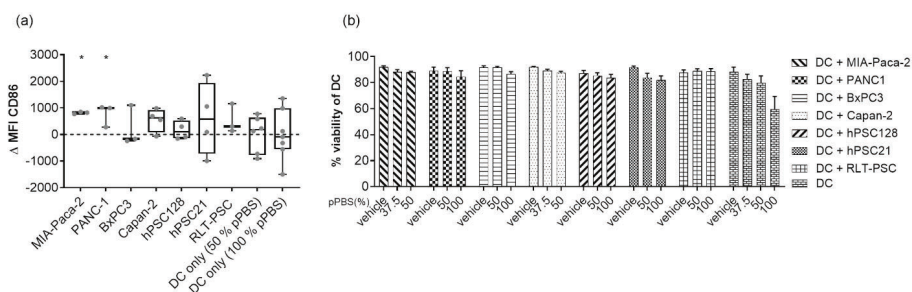 (a)
(b)
Δ MFI CD86
3000
2000
1000
0
-1000
-2000
* *
MIA-Paca-2
PANC-1
BxPC3
Capan-2
hPSC128
hPSC21
RLT-PSC
DC only (50 % pPBS)
DC only (100 % pPBS)
% viability of DC
100
80
60
40
20
0
pPBS(%)
vehicle 37.5 50
vehicle 50 100
vehicle 50 100
vehicle 37.5 50
vehicle 50 100
vehicle 50 100
vehicle 50 100
vehicle 37.5 50 100
DC + MIA-Paca-2
DC + PANC1
DC + BxPC3
DC + Capan-2
DC + hPSC128
DC + hPSC21
DC + RLT-PSC
DC